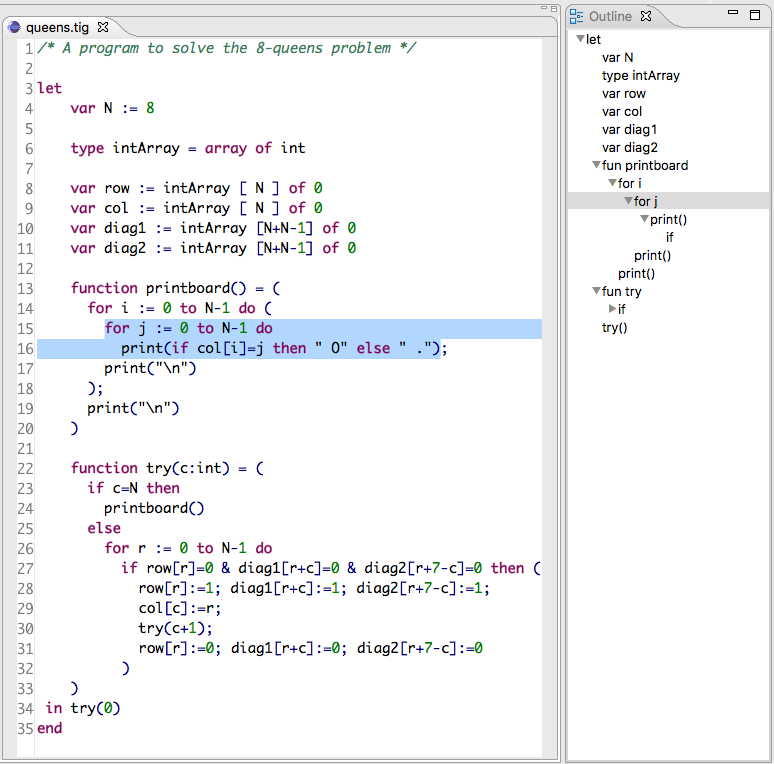 queens.tig
1 /* A program to solve the 8-queens problem */
2
3 let
4     var N := 8
5
6     type intArray = array of int
7
8     var row := intArray [ N ] of 0
9     var col := intArray [ N ] of 0
10     var diag1 := intArray [N+N-1] of 0
11     var diag2 := intArray [N+N-1] of 0
12
13     function printboard() = (
14       for i := 0 to N-1 do (
15         for j := 0 to N-1 do
16           print(if col[i]=j then " O" else " .");
17         print("\n")
18       );
19       print("\n")
20     )
21
22     function try(c:int) = (
23       if c=N then
24         printboard()
25       else
26         for r := 0 to N-1 do
27           if row[r]=0 & diag1[r+c]=0 & diag2[r+7-c]=0 then (
28             row[r]:=1; diag1[r+c]:=1; diag2[r+7-c]:=1;
29             col[c]:=r;
30             try(c+1);
31             row[r]:=0; diag1[r+c]:=0; diag2[r+7-c]:=0
32           )
33     )
34  in try(0)
35 end
Outline
let
var N
type intArray
var row
var col
var diag1
var diag2
fun printboard
for i
for j
print()
if
print()
print()
fun try
if
try()